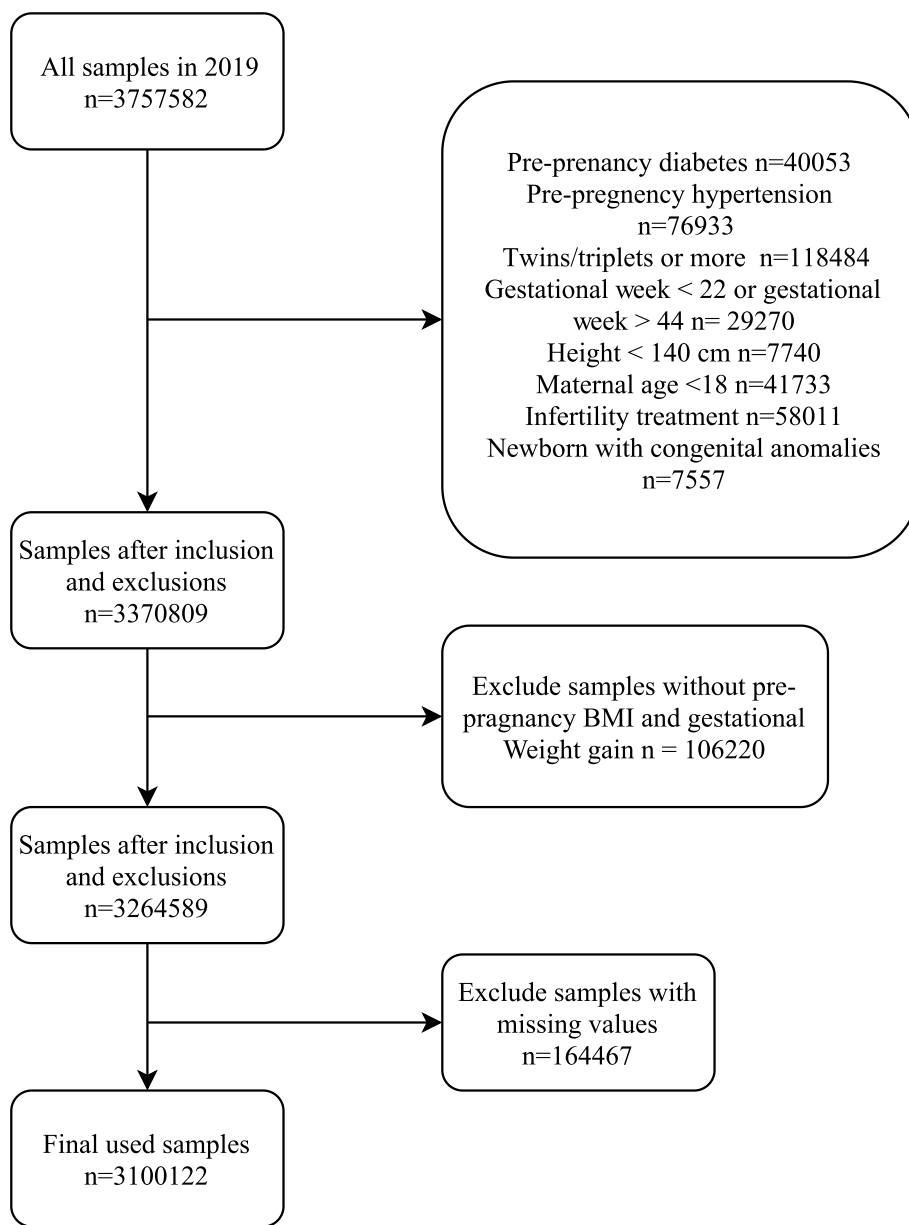 All samples in 2019
n=3757582
Pre-prenancy diabetes n=40053
Pre-pregnency hypertension
n=76933
Twins/triplets or more n=118484
Gestational week < 22 or gestational
week > 44 n= 29270
Height < 140 cm n=7740
Maternal age <18 n=41733
Infertility treatment n=58011
Newborn with congenital anomalies
n=7557
Samples after inclusion
and exclusions
n=3370809
Exclude samples without pre-
pragnancy BMI and gestational
Weight gain n = 106220
Samples after inclusion
and exclusions
n=3264589
Exclude samples with
missing values
n=164467
Final used samples
n=3100122